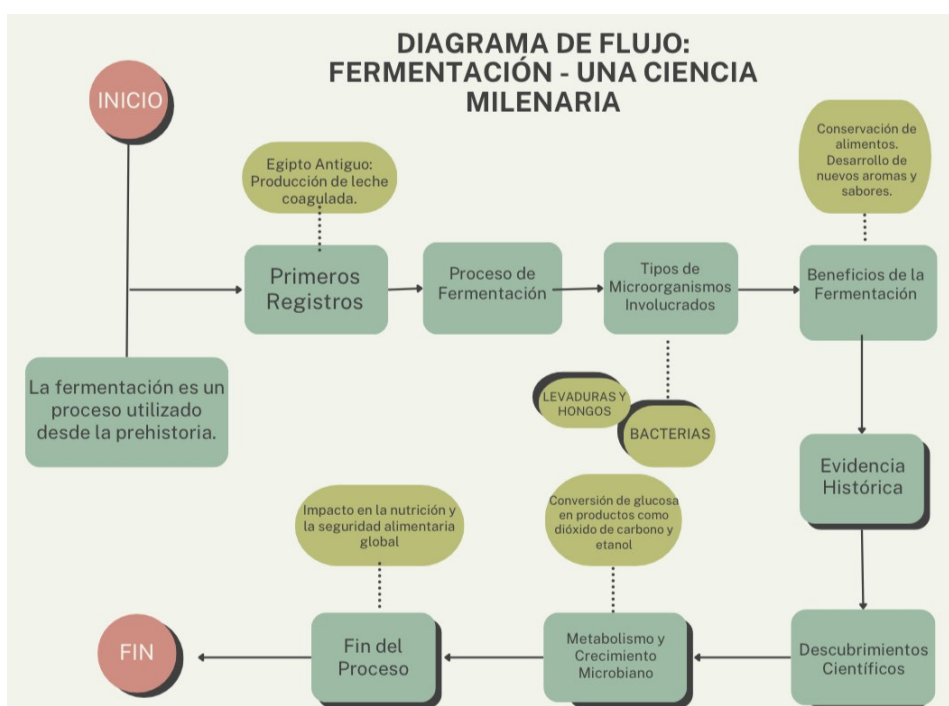 DIAGRAMA DE FLUJO:
FERMENTACIÓN - UNA CIENCIA
MILENARIA
INICIO
La fermentación es un
proceso utilizado
desde la prehistoria.
Egipto Antiguo:
Producción de leche
coagulada.
Primeros
Registros
Proceso de
Fermentación
Tipos de
Microorganismos
Involucrados
LEVADURAS Y
HONGOS
BACTERIAS
Conservación de
alimentos.
Desarrollo de
nuevos aromas y
sabores.
Beneficios de la
Fermentación
Evidencia
Histórica
Descubrimientos
Científicos
Conversión de glucosa
en productos como
dióxido de carbono y
etanol
Metabolismo y
Crecimiento
Microbiano
Impacto en la nutrición y
la seguridad alimentaria
global
Fin del
Proceso
FIN